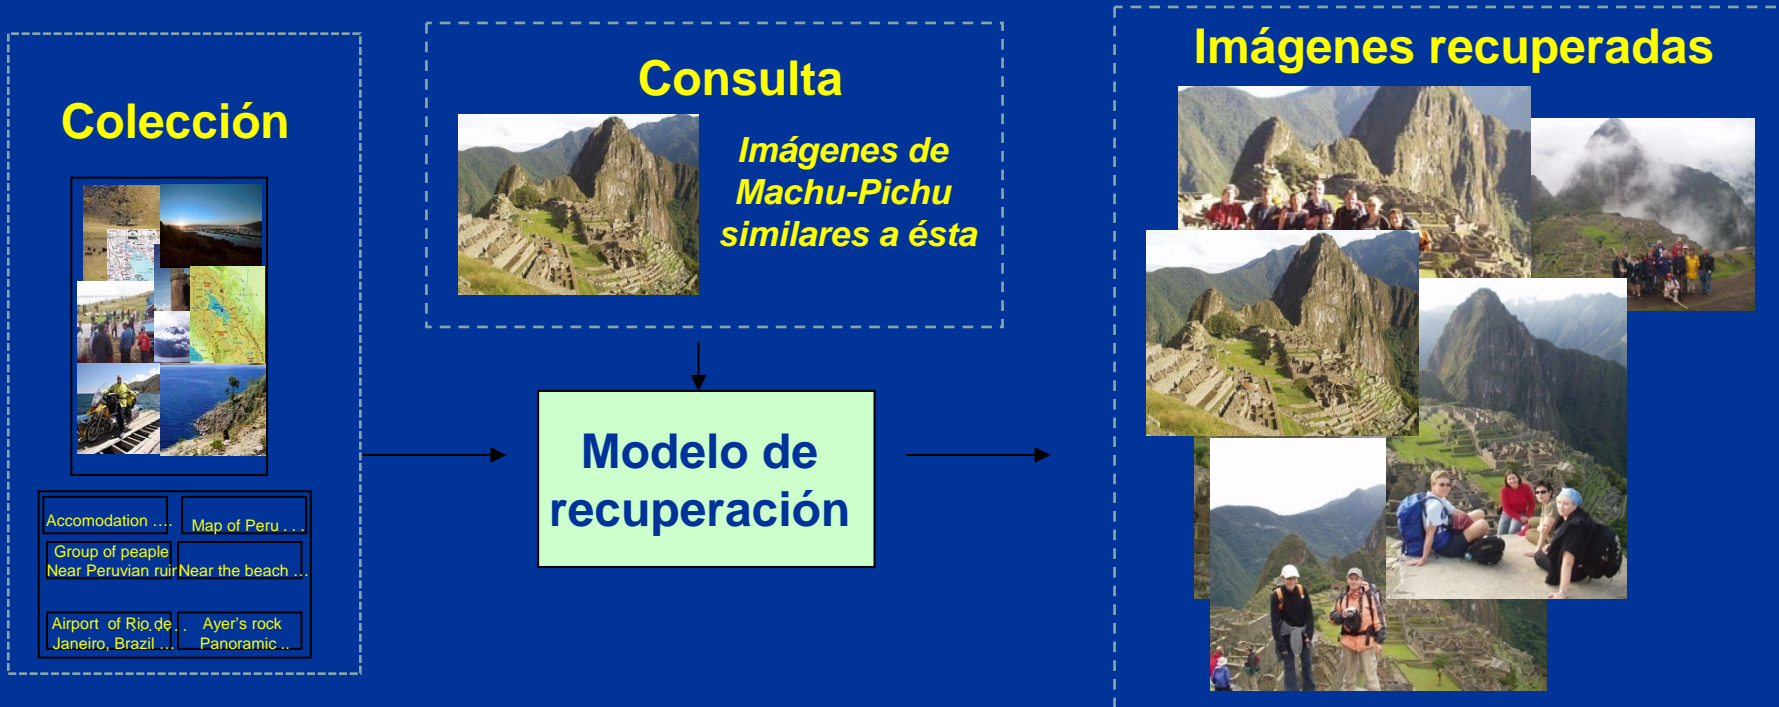 Colección
Accomodation ....
Map of Peru . . .
Group of peaple
Near Peruvian ruir
Near the beach ...
Airport  of Rio de
Janeiro, Brazil ...
. . . . .
Ayer's rock
Panoramic ..
Consulta
Imágenes de
Machu-Pichu
similares a ésta
Modelo de
recuperación
Imágenes recuperadas